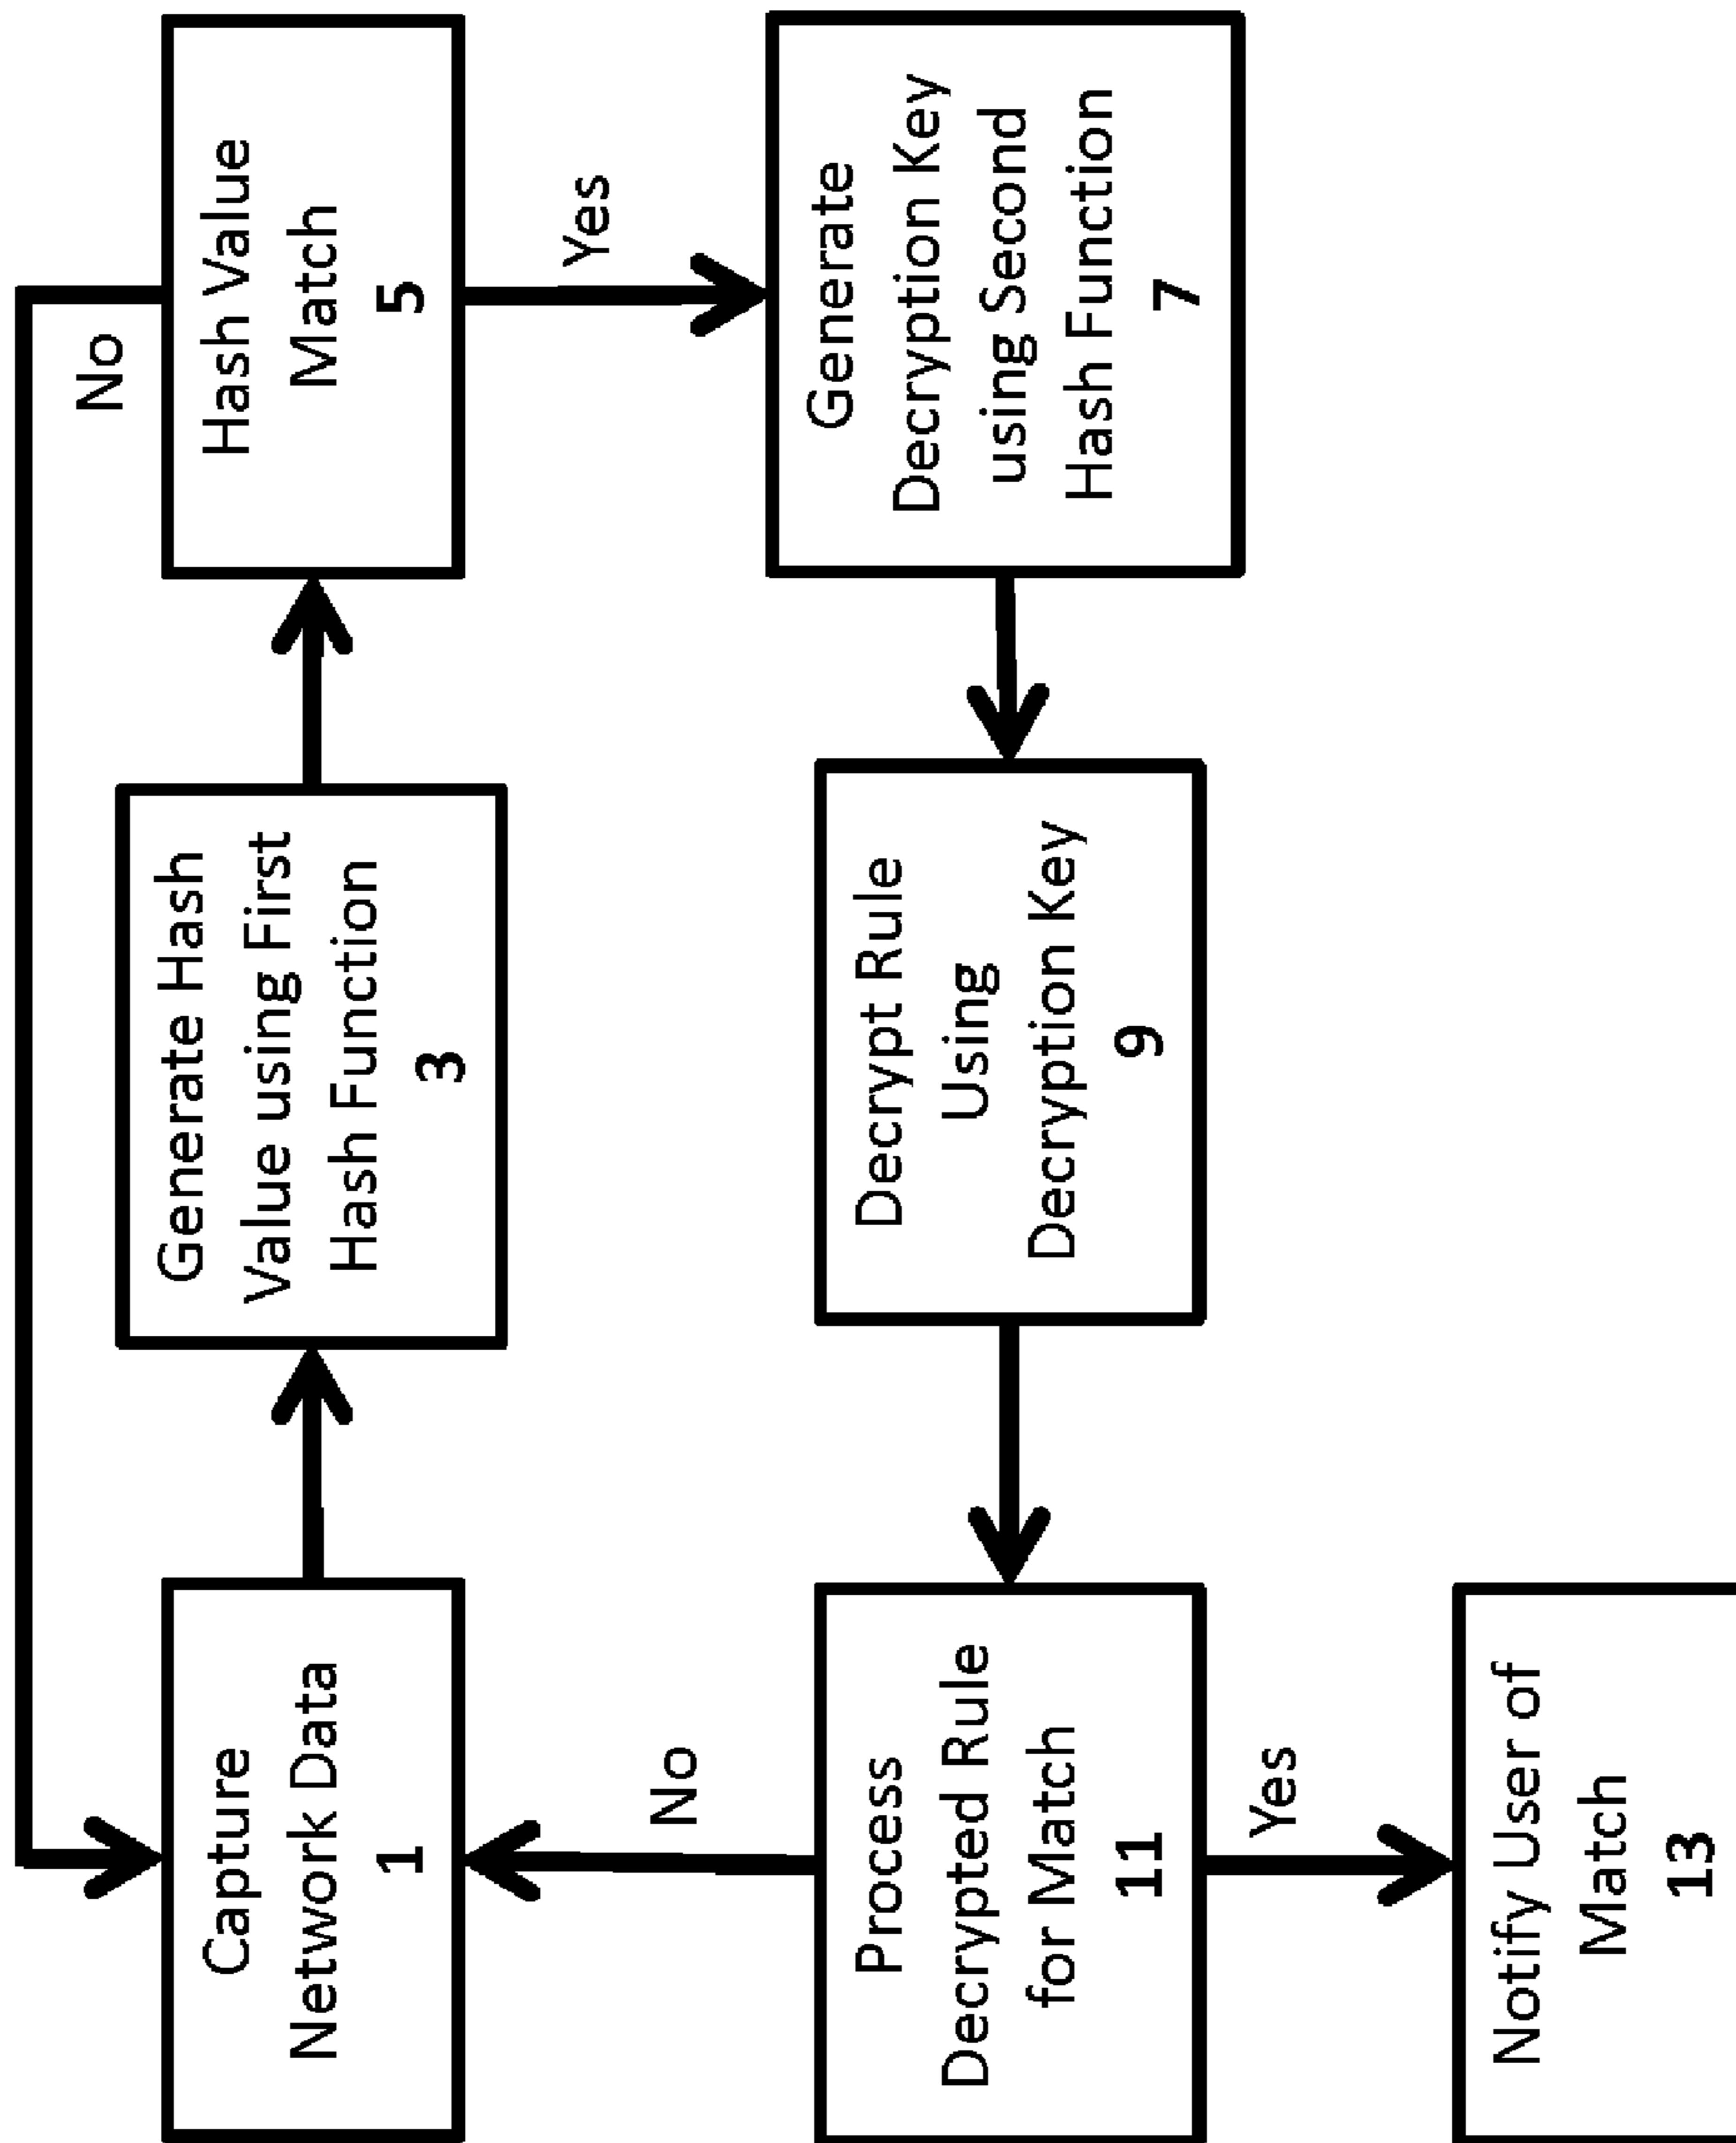 Capture
Network Data
1
Generate Hash
Value using First
Hash Function
3
Hash Value
Match
5
No
Yes
Generate
Decryption Key
using Second
Hash Function
7
Decrypt Rule
Using
Decryption Key
9
Process
Decrypted Rule
for Match
11
No
Yes
Notify User of
Match
13